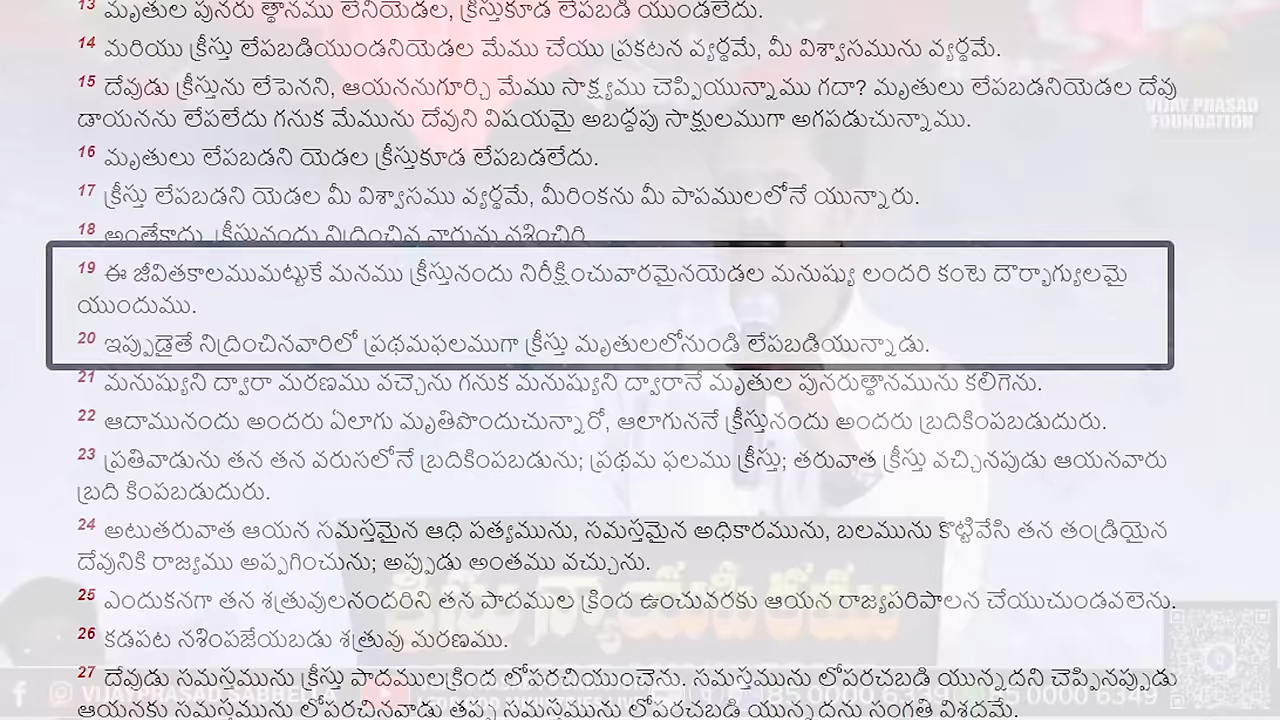 13 మృతుల పునరు త్థానము లేనియెడల, క్రీస్తుకూడ లేపబడి యుండలేదు.
14 మరియు క్రీస్తు లేపబడియుండనియెడల మేము చేయు ప్రకటన వ్యర్థమే, మీ విశ్వాసమును వ్యర్థమే.
15 దేవుడు క్రీస్తును లేపెనని, ఆయననుగూర్చి మేము సాక్ష్యము చెప్పియున్నాము గదా? మృతులు లేపబడనియెడల దేవు
డాయనను లేపలేదు గనుక మేమును దేవుని విషయమై అబద్ధపు సాక్షులముగా అగపడుచున్నాము.
VIJAY PRASAD
FOUNDATION
16 మృతులు లేపబడని యెడల క్రీస్తుకూడ లేపబడలేదు.
17 క్రీస్తు లేపబడని యెడల మీ విశ్వాసము వ్యర్థమే, మీరింకను మీ పాపములలోనే యున్నారు.
18 అంతేకాదు, క్రీస్తునందు నిద్రించిన వారును నశించిరి.
19 ఈ జీవితకాలముమట్టుకే మనము క్రీస్తునందు నిరీక్షించువారమైనయెడల మనుష్యు లందరి కంటె దౌర్భాగ్యులమై
యుందుము.
20 ఇప్పుడైతే నిద్రించినవారిలో ప్రథమఫలముగా క్రీస్తు మృతులలోనుండి లేపబడియున్నాడు.
21 మనుష్యుని ద్వారా మరణము వచ్చెను గనుక మనుష్యుని ద్వారానే మృతుల పునరుత్థానమును కలిగెను.
22 ఆదామునందు అందరు ఏలాగు మృతిపొందుచున్నారో, ఆలాగుననే క్రీస్తునందు అందరు బ్రదికింపబడుదురు.
23 ప్రతివాడును తన తన వరుసలోనే బ్రదికింపబడును; ప్రథమ ఫలము క్రీస్తు; తరువాత క్రీస్తు వచ్చినపుడు ఆయనవారు
బ్రది కింపబడుదురు.
24 అటుతరువాత ఆయన సమస్తమైన ఆధి పత్యమును, సమస్తమైన అధికారమును, బలమును కొట్టివేసి తన తండ్రియైన
దేవునికి రాజ్యము అప్పగించును; అప్పుడు అంతము వచ్చును.
25 ఎందుకనగా తన శత్రువులనందరిని తన పాదముల క్రింద ఉంచువరకు ఆయన రాజ్యపరిపాలన చేయుచుండవలెను.
26 కడపట నశింపజేయబడు శత్రువు మరణము.
27 దేవుడు సమస్తమును క్రీస్తు పాదములక్రింద లోపరచియుంచెను. సమస్తమును లోపరచబడి యున్నదని చెప్పినప్పుడు
ఆయనకు సమస్తమును లోపరచినవాడు తప్ప సమస్తమును లోపరచబడి యున్నదను సంగతి విశదమే.
VIJAYPRASAD.SABBELLA